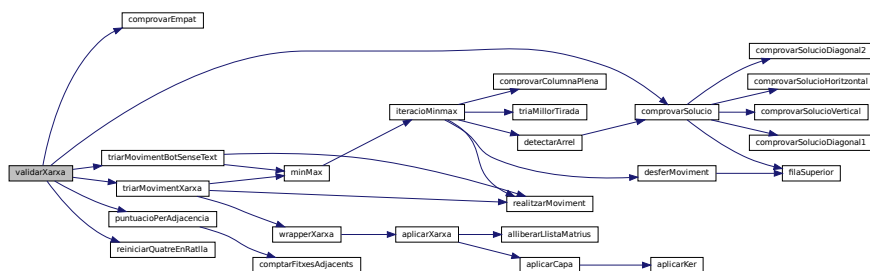 comprovarEmpat
comprovarSolucioDiagonal2
comprovarColumnaPlena
comprovarSolucioHoritzontal
iteracioMinmax
triaMillorTirada
comprovarSolucio
comprovarSolucioVertical
detectarArrel
comprovarSolucioDiagonal1
triarMovimentBotSenseText
validarXarxa
minMax
desferMoviment
filaSuperior
triarMovimentXarxa
realitzarMoviment
puntuacioPerAdjacencia
wrapperXarxa
aplicarXarxa
alliberarLlistaMatrius
reiniciarQuatreEnRatlla
comptarFitxesAdjacents
aplicarCapa
aplicarKer